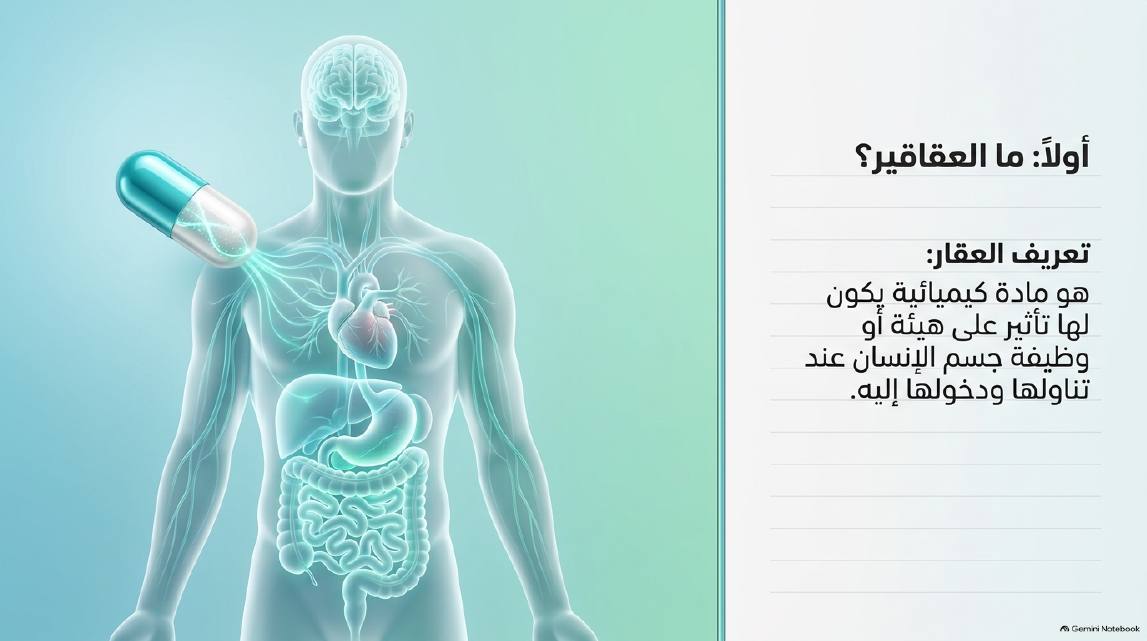 أولاً: ما العقاقير؟
تعريف العقار:
هو مادة كيميائية يكون
لها تأثير على هيئة أو
وظيفة جسم الإنسان عند
تناولها ودخولها إليه.
Gemini Notebook